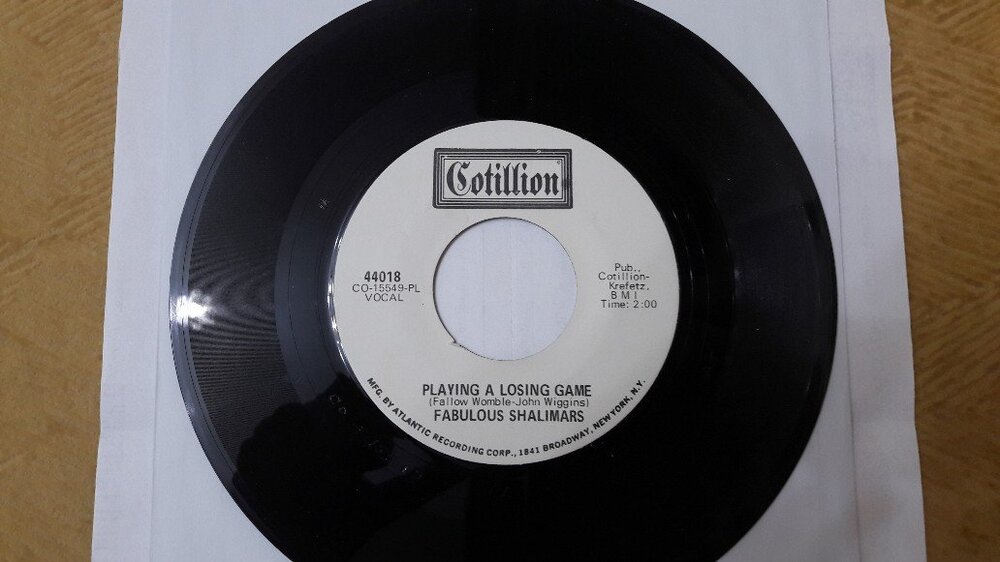 Cotillion
44018
CO-15549-PL
VOCAL
Pub.,
Cotillion-
Krefetz,
BMI
Time: 2:00
PLAYING A LOSING GAME
(Fallow Womble-John Wiggins)
FABULOUS SHALIMARS
MFG. BY ATLANTIC RECORDING CORP., 1841 BROADWAY, NEW YORK, N.Y.